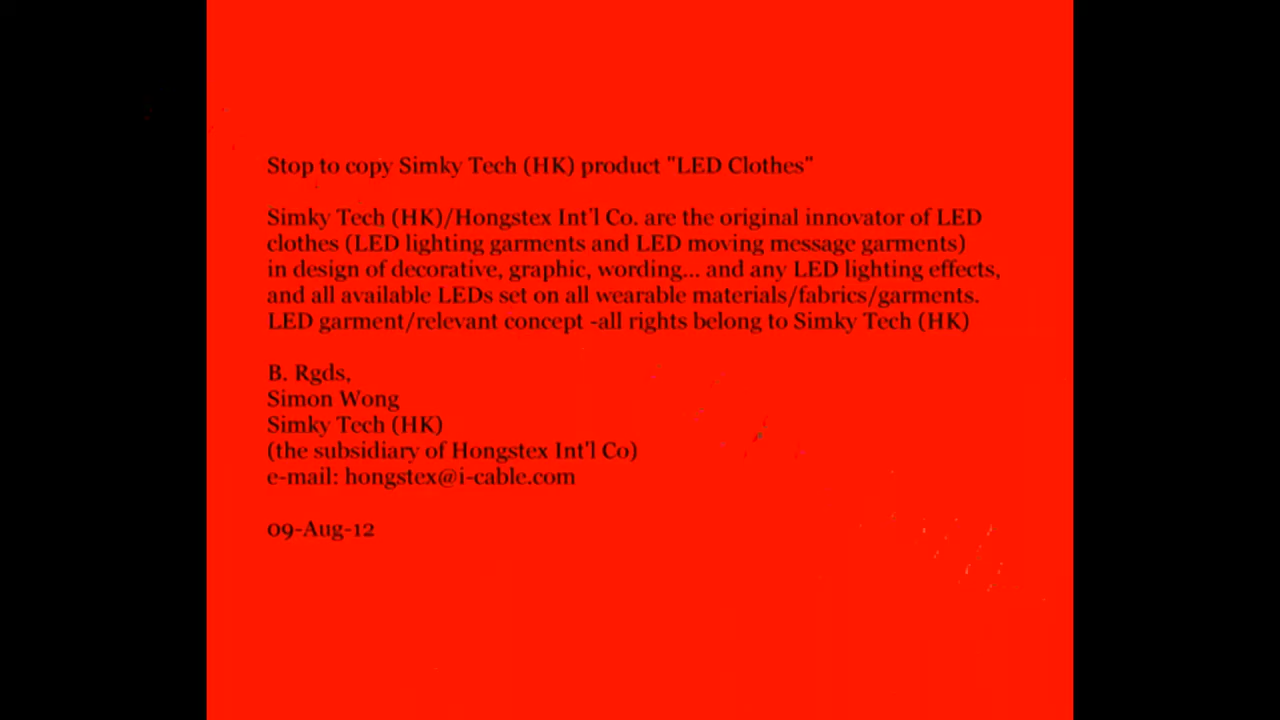 Stop to copy Simky Tech (HK) product "LED Clothes"
Simky Tech (HK)/Hongstex Int'l Co. are the original innovator of LED
clothes (LED lighting garments and LED moving message garments)
in design of decorative, graphic, wording... and any LED lighting effects,
and all available LEDs set on all wearable materials/fabrics/garments.
LED garment/relevant concept -all rights belong to Simky Tech (HK)
B. Rgds,
Simon Wong
Simky Tech (HK)
(the subsidiary of Hongstex Int'l Co)
e-mail: hongstex@i-cable.com
09-Aug-12